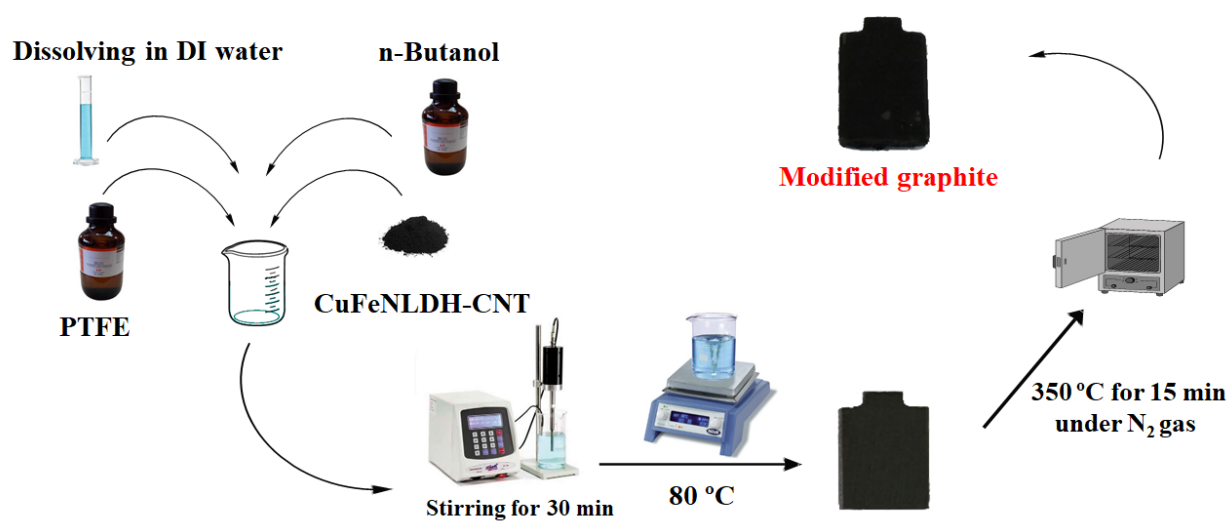 Dissolving in DI water
n-Butanol
PTFE
CuFeNLDH-CNT
Stirring for 30 min
80 ºC
350 ºC for 15 min
under N₂ gas
Modified graphite